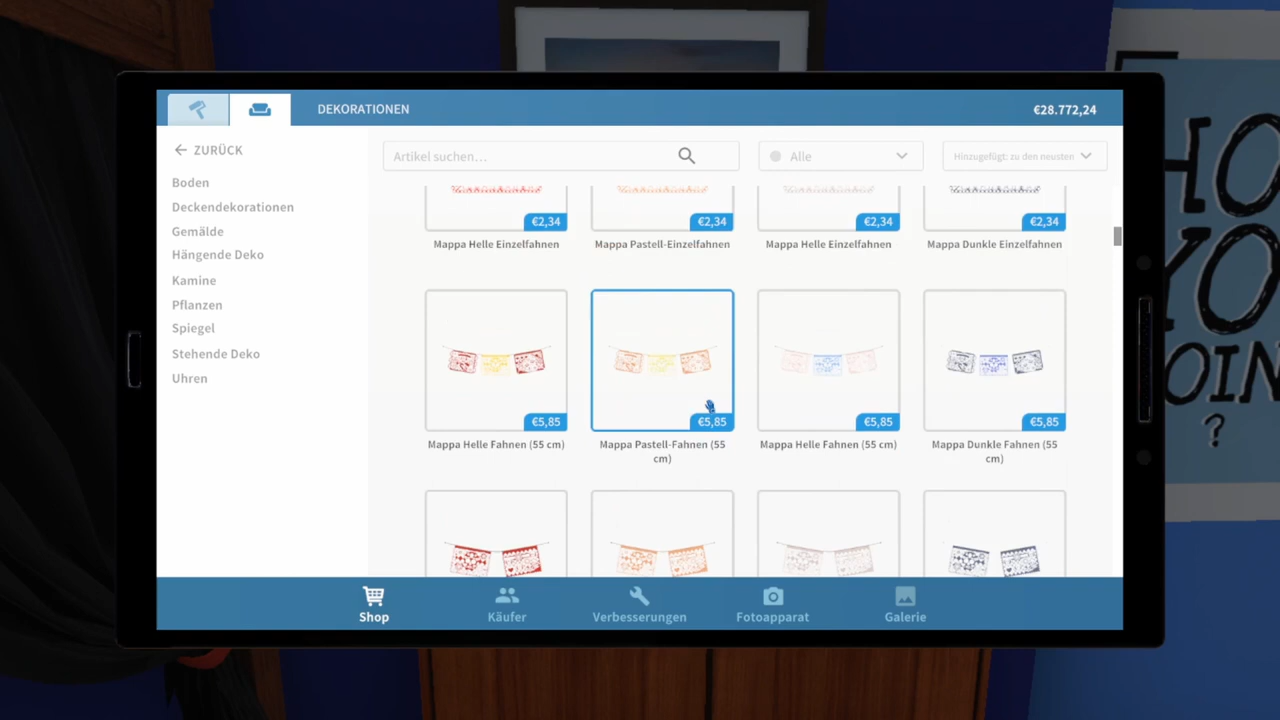 DEKORATIONEN
€28.772,24
ZURÜCK
Artikel suchen...
Alle
Hinzugefügt: zu den neusten
Boden
Deckendekorationen
Gemälde
Hängende Deko
Kamine
Pflanzen
Spiegel
Stehende Deko
Uhren
€2,34
€2,34
€2,34
€2,34
Mappa Helle Einzelfahnen
Mappa Pastell-Einzelfahnen
Mappa Helle Einzelfahnen
Mappa Dunkle Einzelfahnen
€5,85
€5,85
€5,85
€5,85
Mappa Helle Fahnen (55 cm)
Mappa Pastell-Fahnen (55
cm)
Mappa Helle Fahnen (55 cm)
Mappa Dunkle Fahnen (55
cm)
Shop
Käufer
Verbesserungen
Fotoapparat
Galerie
HO
YO
OIN
?